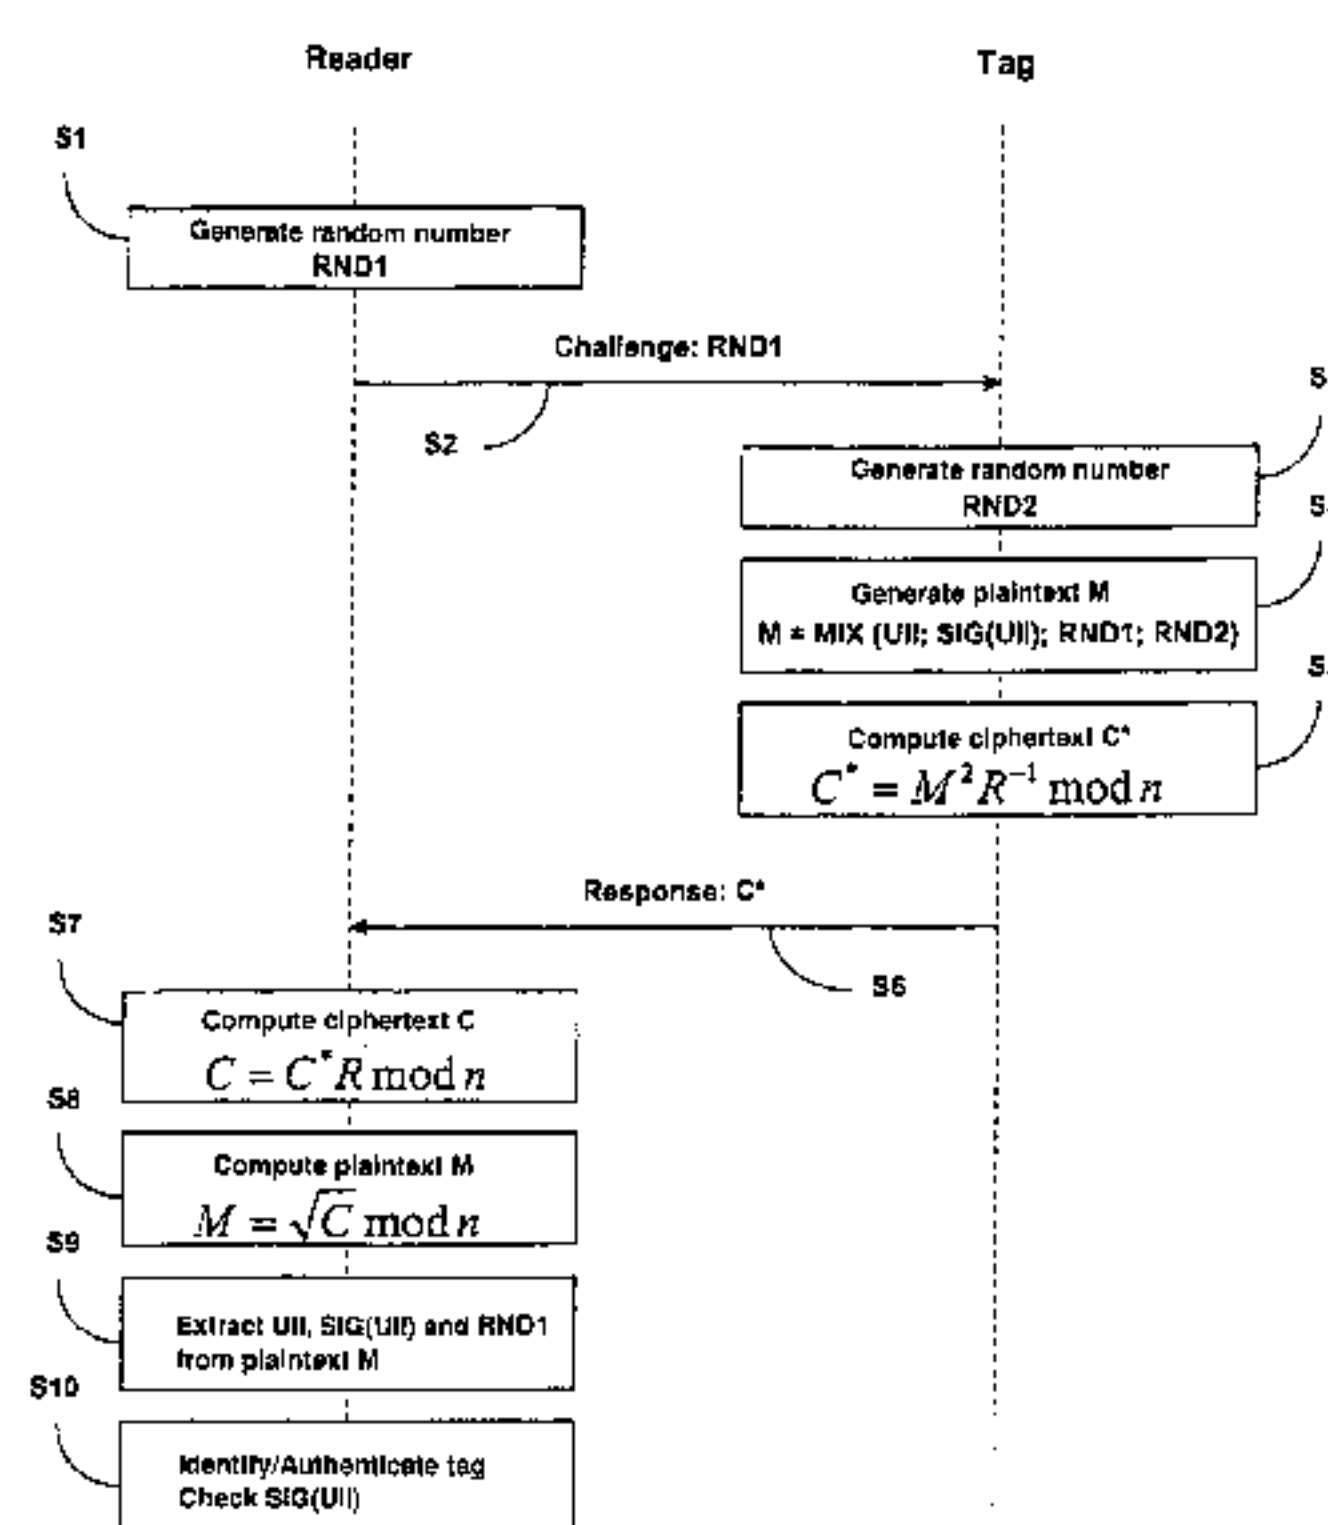 Reader
Tag
S1
Generate random number
RND1
Challenge: RND1
S2
S
Generate random number
RND2
S
Generate plaintext M
M = MIX (UII; SIG(UII); RND1; RND2)
S
Compute ciphertext C*
C* = M²R⁻¹ mod n
Response: C*
S6
S7
Compute ciphertext C
C = C*R mod n
S8
Compute plaintext M
M = √C mod n
S9
Extract UII, SIG(UII) and RND1
from plaintext M
S10
Identify/Authenticate tag
Check SIG(UII)